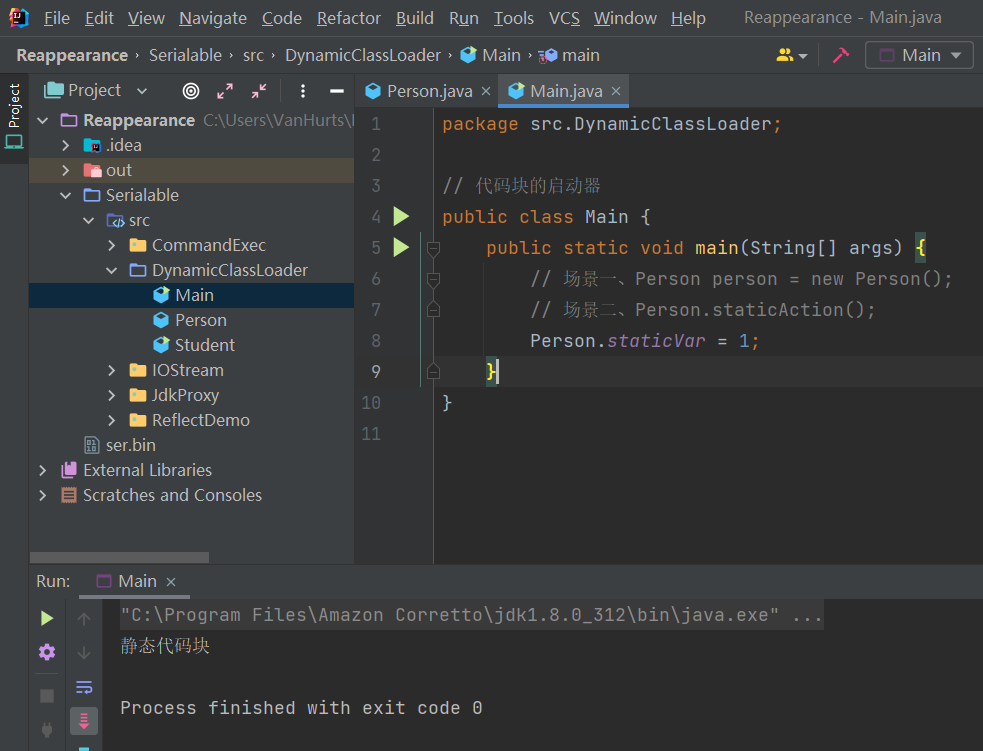 File Edit View Navigate Code Refactor Build Run Tools VCS Window Help Reappearance - Main.java
Reappearance › Serialable › src › DynamicClassLoader › Main › main Main
Project
Project
Person.java × Main.java ×
Reappearance C:\Users\VanHurts\
.idea
out
Serialable
src
CommandExec
DynamicClassLoader
Main
Person
Student
IOStream
JdkProxy
ReflectDemo
ser.bin
External Libraries
Scratches and Consoles
1 package src.DynamicClassLoader;
2
3 // 代码块的启动器
4 public class Main {
5 public static void main(String[] args) {
6 // 场景一、Person person = new Person();
7 // 场景二、Person.staticAction();
8 Person.staticVar = 1;
9 }
10 }
11
Run: Main ×
"C:\Program Files\Amazon Corretto\jdk1.8.0_312\bin\java.exe" ...
静态代码块
Process finished with exit code 0